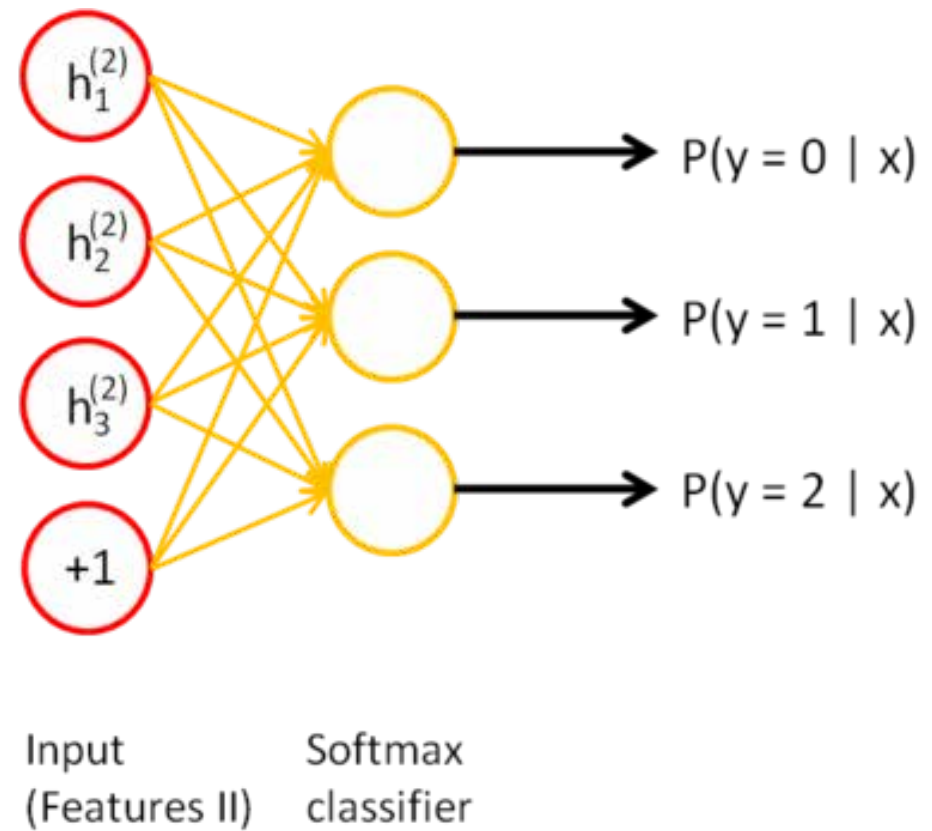 h₁⁽²⁾
P(y = 0 | x)
h₂⁽²⁾
P(y = 1 | x)
h₃⁽²⁾
P(y = 2 | x)
+1
Input
(Features II)
Softmax
classifier